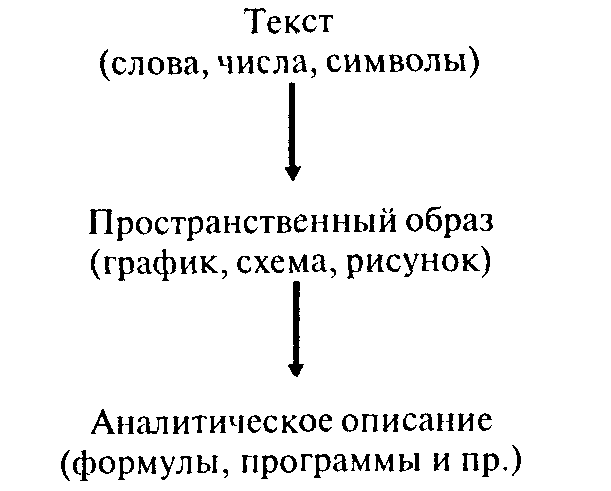 Текст
(слова, числа, символы)
Пространственный образ
(график, схема, рисунок)
Аналитическое описание
(формулы, программы и пр.)